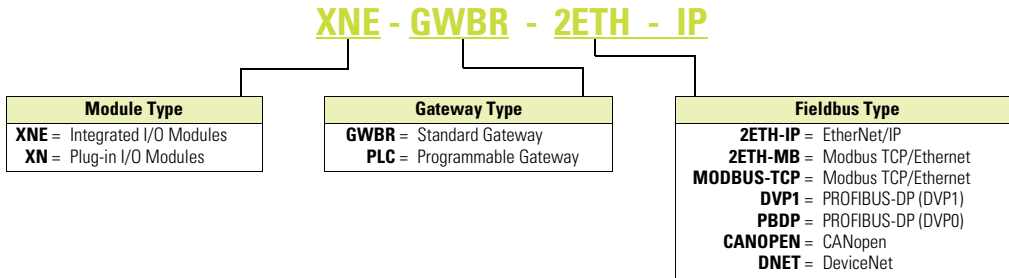 XNE - GWBR - 2ETH - IP
Module Type
XNE = Integrated I/O Modules
XN = Plug-in I/O Modules
Gateway Type
GWBR = Standard Gateway
PLC = Programmable Gateway
Fieldbus Type
2ETH-IP = EtherNet/IP
2ETH-MB = Modbus TCP/Ethernet
MODBUS-TCP = Modbus TCP/Ethernet
DVP1 = PROFIBUS-DP (DVP1)
PBDP = PROFIBUS-DP (DVP0)
CANOPEN = CANopen
DNET = DeviceNet